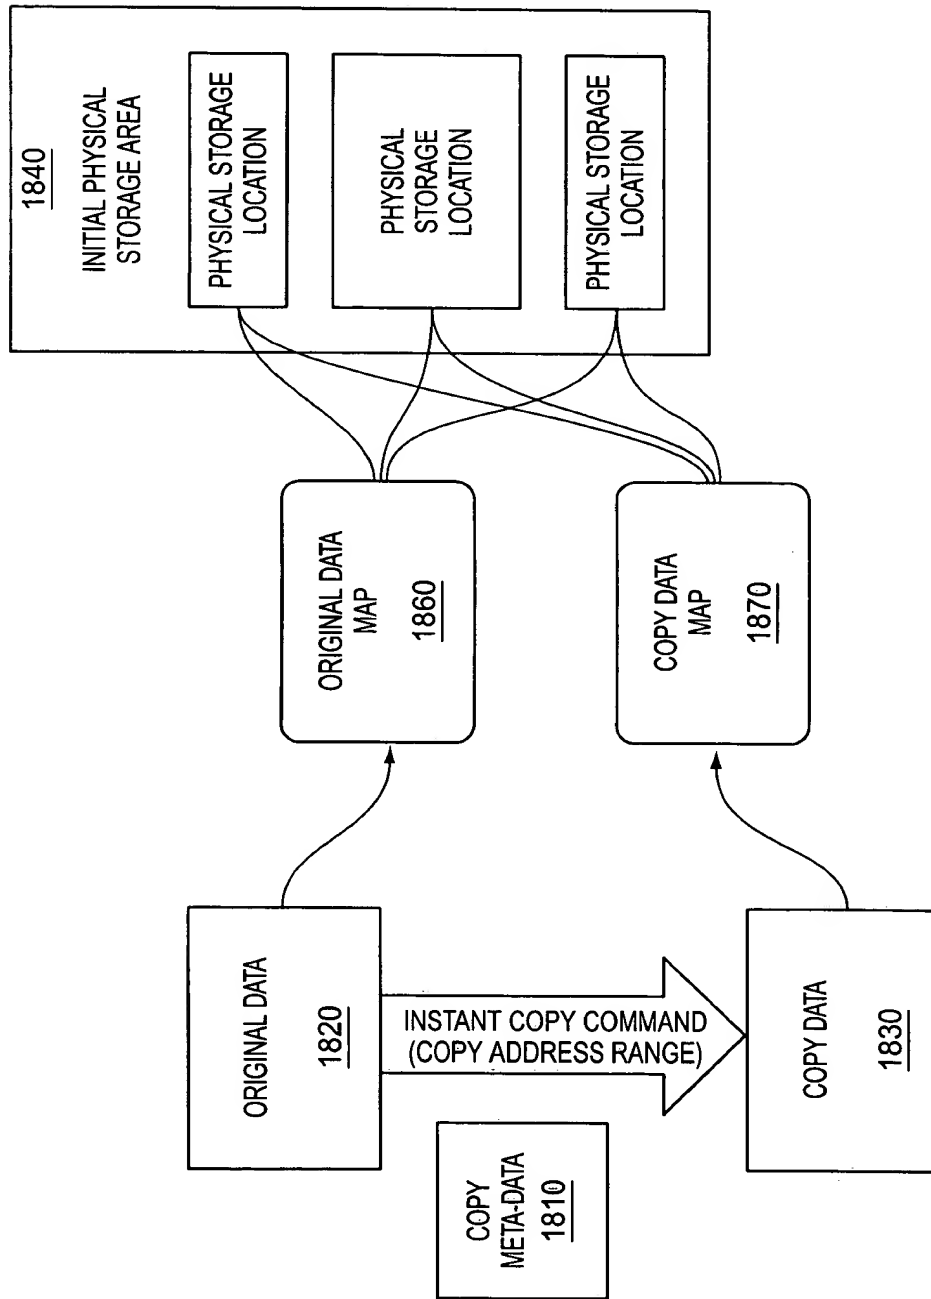 COPY
META-DATA
1810
ORIGINAL DATA
1820
INSTANT COPY COMMAND
(COPY ADDRESS RANGE)
COPY DATA
1830
ORIGINAL DATA
MAP
1860
COPY DATA
MAP
1870
1840
INITIAL PHYSICAL
STORAGE AREA
PHYSICAL STORAGE
LOCATION
PHYSICAL
STORAGE
LOCATION
PHYSICAL STORAGE
LOCATION